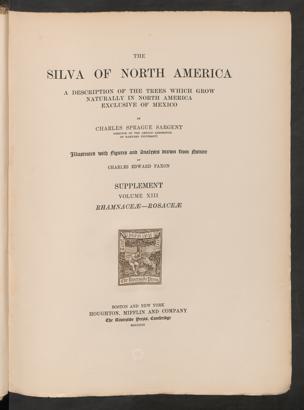 THE
SILVA OF NORTH AMERICA
A DESCRIPTION OF THE TREES WHICH GROW
NATURALLY IN NORTH AMERICA
EXCLUSIVE OF MEXICO
BY
CHARLES SPRAGUE SARGENT
DIRECTOR OF THE ARNOLD ARBORETUM
OF HARVARD UNIVERSITY
Illustrated with Figures and Analyses drawn from Nature
BY
CHARLES EDWARD FAXON
SUPPLEMENT
VOLUME XIII
RHAMNACEÆ—ROSACEÆ
The Riverside Press
BOSTON AND NEW YORK
HOUGHTON, MIFFLIN AND COMPANY
The Riverside Press, Cambridge